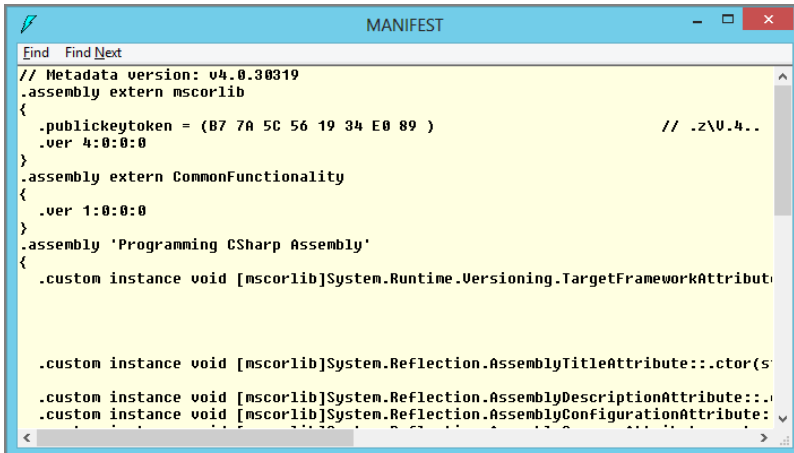 MANIFEST
Find Find Next
// Metadata version: v4.0.30319
.assembly extern mscorlib
{
.publickeytoken = (B7 7A 5C 56 19 34 E0 89 ) // .z\V.4..
.ver 4:0:0:0
}
.assembly extern CommonFunctionality
{
.ver 1:0:0:0
}
.assembly 'Programming CSharp Assembly'
{
.custom instance void [mscorlib]System.Runtime.Versioning.TargetFrameworkAttribut
.custom instance void [mscorlib]System.Reflection.AssemblyTitleAttribute::.ctor(s
.custom instance void [mscorlib]System.Reflection.AssemblyDescriptionAttribute::.
.custom instance void [mscorlib]System.Reflection.AssemblyConfigurationAttribute: